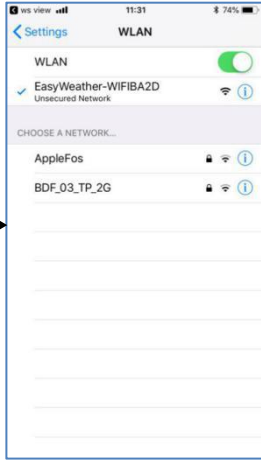 ws view 11:31 74%
Settings WLAN
WLAN
EasyWeather-WIFIBA2D
Unsecured Network
CHOOSE A NETWORK...
AppleFos
BDF_03_TP_2G